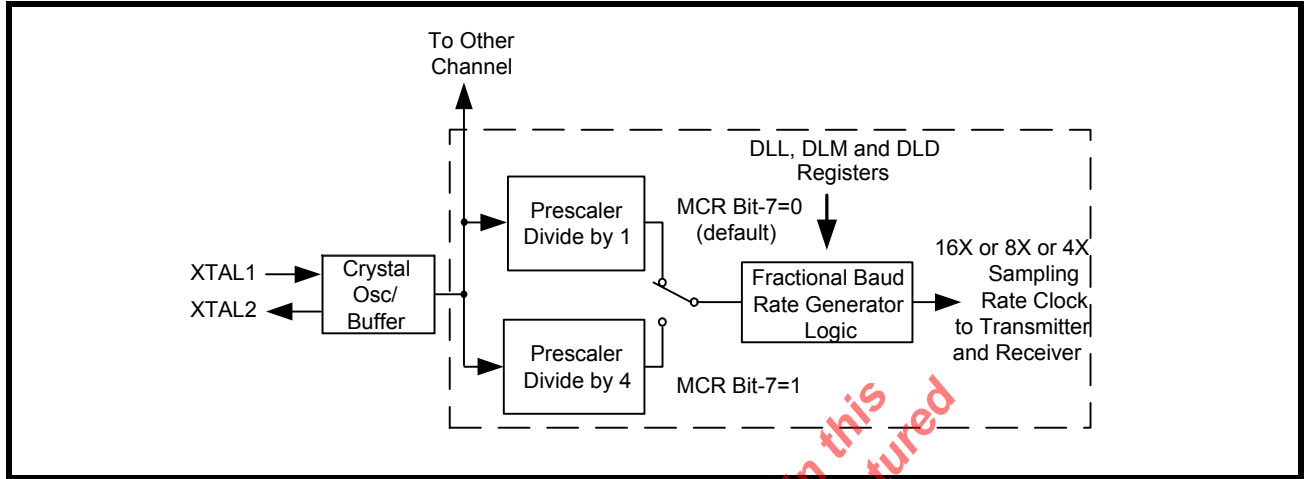 To Other
Channel
DLL, DLM and DLD
Registers
Prescaler
Divide by 1
MCR Bit-7=0
(default)
16X or 8X or 4X
Sampling
Rate Clock
to Transmitter
and Receiver
XTAL1
XTAL2
Crystal
Osc/
Buffer
Fractional Baud
Rate Generator
Logic
Prescaler
Divide by 4
MCR Bit-7=1
in this